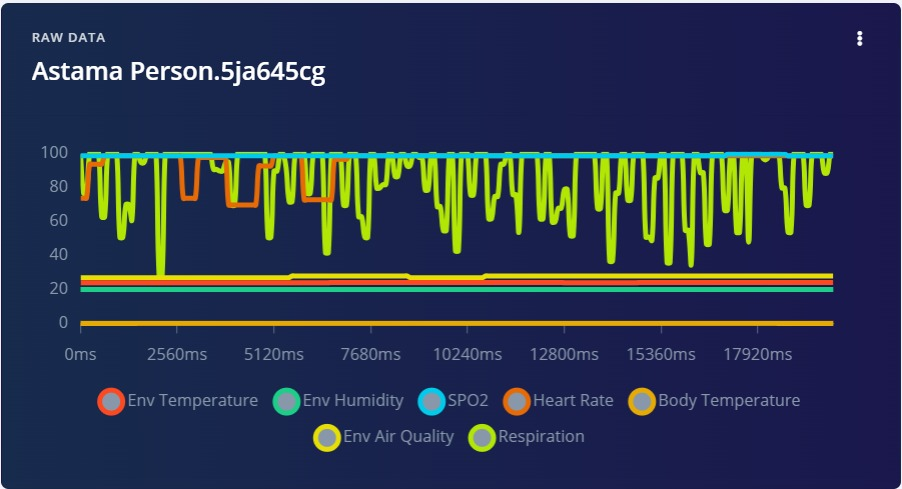 RAW DATA
Astama Person.5ja645cg
100
80
60
40
20
0
0ms 2560ms 5120ms 7680ms 10240ms 12800ms 15360ms 17920ms
Env Temperature Env Humidity SPO2 Heart Rate Body Temperature
Env Air Quality Respiration